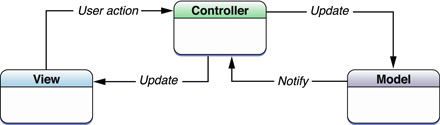 Controller
User action
Update
View
Update
Notify
Model